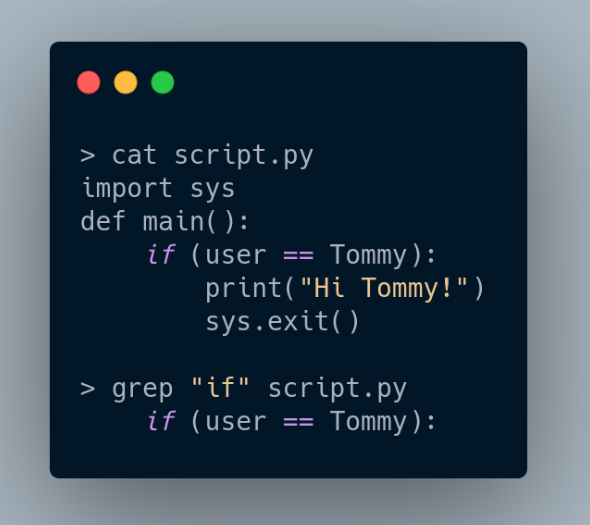 > cat script.py
import sys
def main():
    if (user == Tommy):
        print("Hi Tommy!")
        sys.exit()

> grep "if" script.py
    if (user == Tommy):